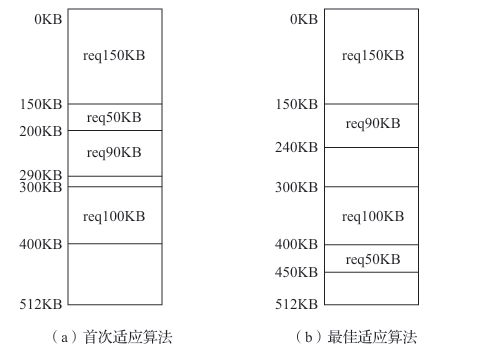 0KB
req150KB
150KB
req50KB
200KB
req90KB
290KB
300KB
req100KB
400KB
512KB
(a)首次适应算法
0KB
req150KB
150KB
req90KB
240KB
300KB
req100KB
400KB
req50KB
450KB
512KB
(b)最佳适应算法